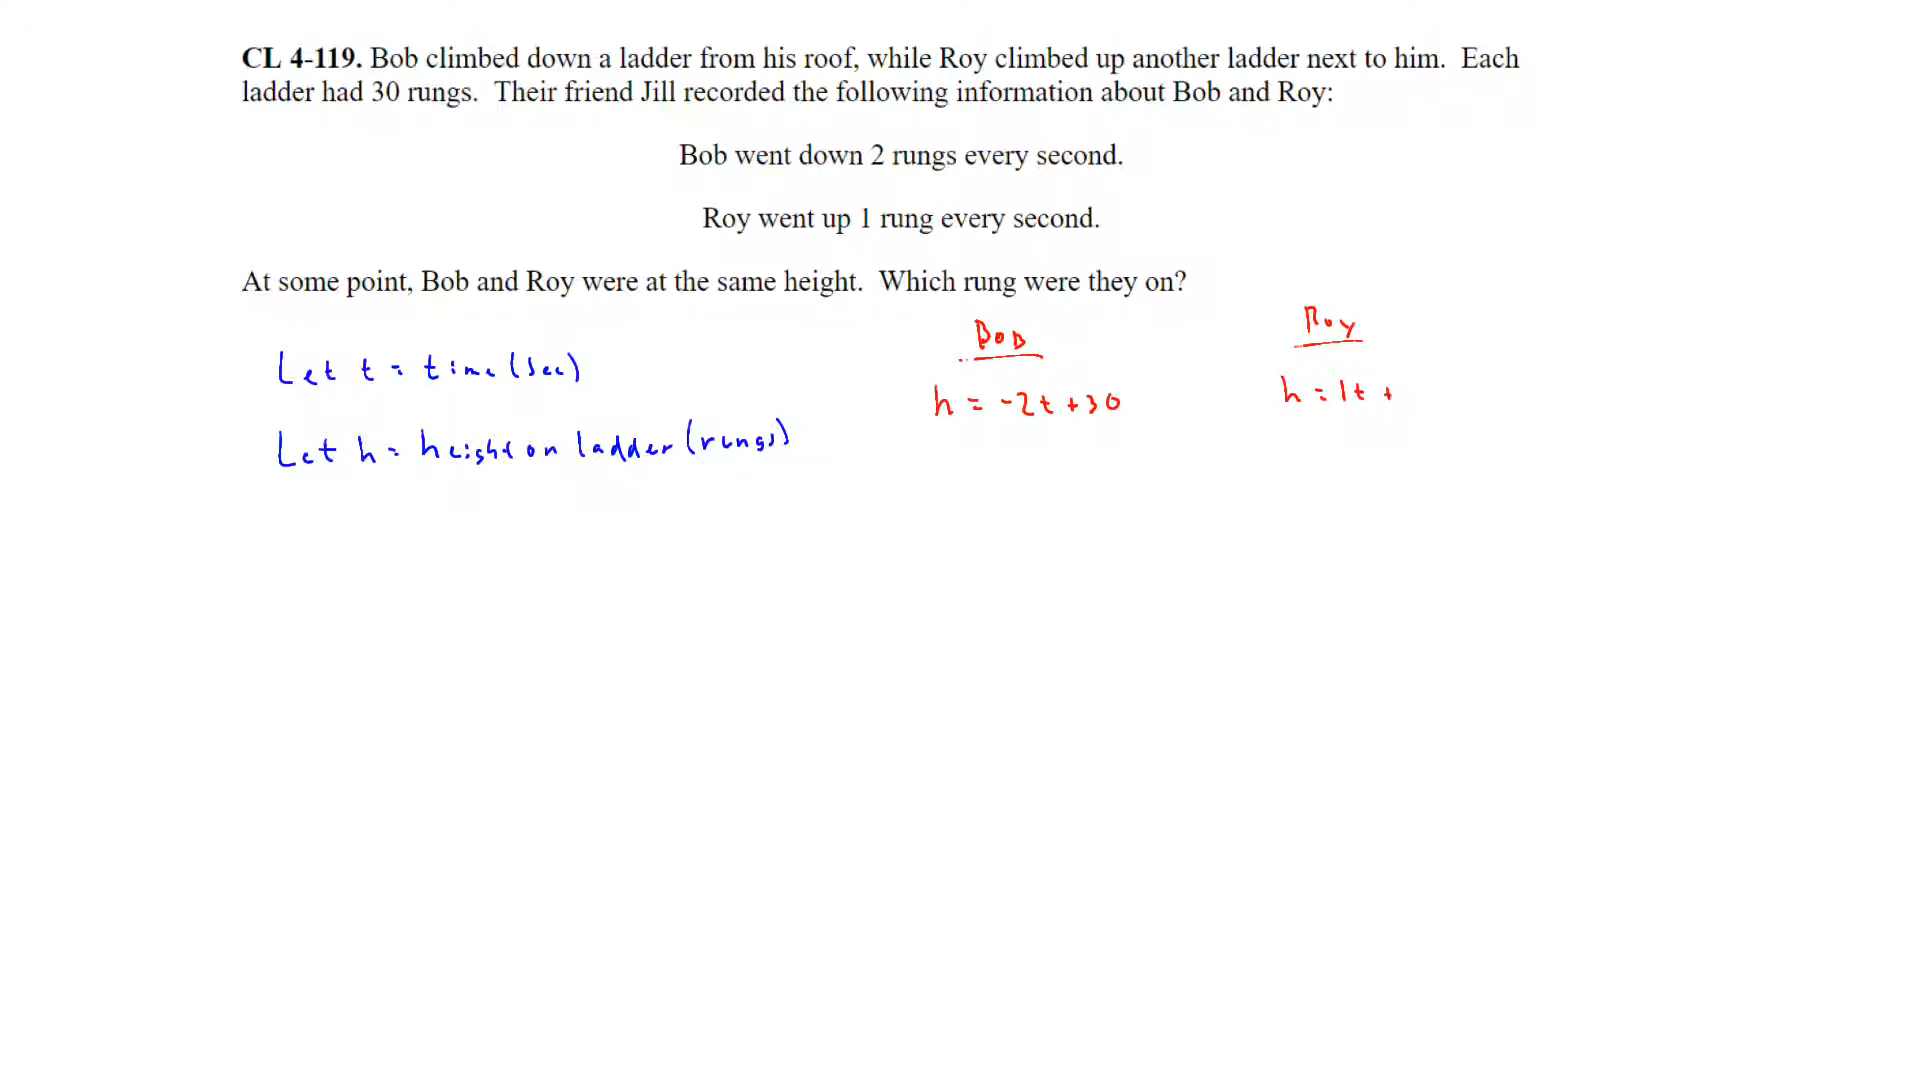 CL 4-119. Bob climbed down a ladder from his roof, while Roy climbed up another ladder next to him. Each
ladder had 30 rungs. Their friend Jill recorded the following information about Bob and Roy:
Bob went down 2 rungs every second.
Roy went up 1 rung every second.
At some point, Bob and Roy were at the same height. Which rung were they on?
Let t = time (sec)
Let h = height on ladder (rungs)
Bob
h = -2t + 30
Roy
h = 1t +